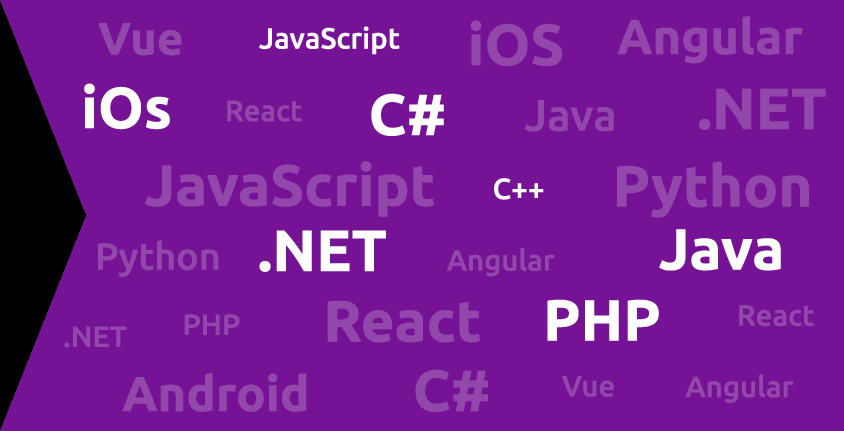 Vue JavaScript iOS Angular
iOs React C# Java .NET
JavaScript C++ Python
Python .NET Angular Java
.NET PHP React PHP React
Android C# Vue Angular